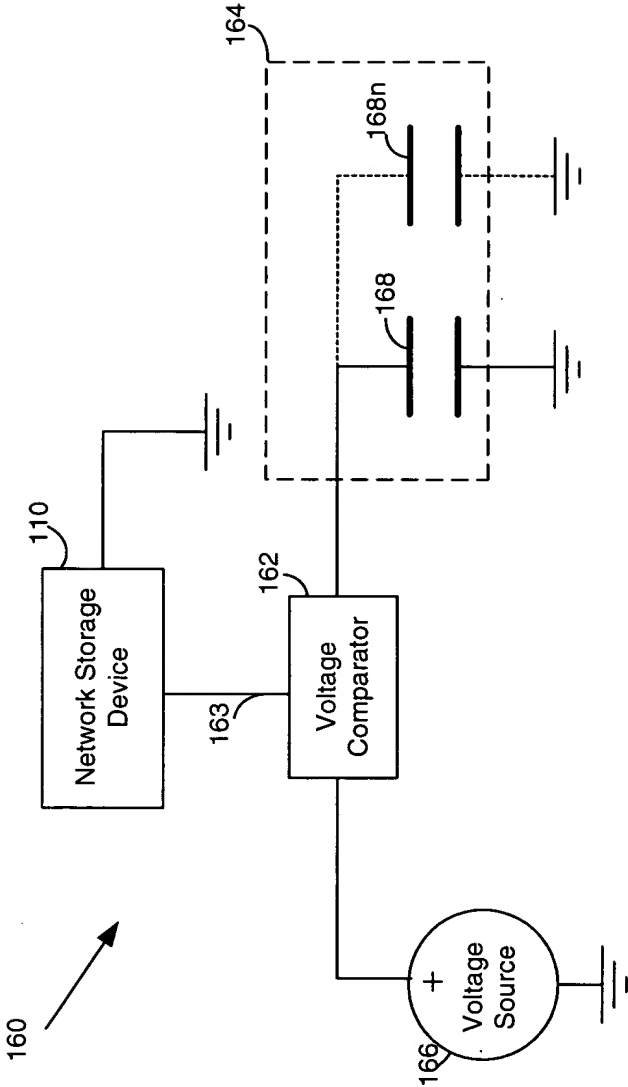 160
Network Storage
Device
110
163
Voltage
Comparator
162
164
168
168n
+
Voltage
Source
166